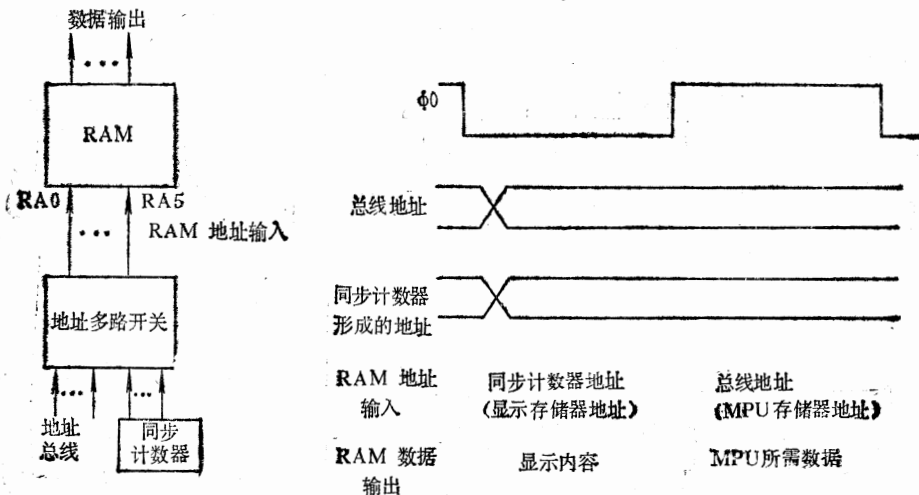 数据输出
RAM
RA0 RA5
RAM 地址输入
地址多路开关
地址
总线
同步
计数器
φ0
总线地址
同步计数器
形成的地址
RAM 地址
输入
同步计数器地址
(显示存储器地址)
总线地址
(MPU存储器地址)
RAM 数据
输出
显示内容
MPU所需数据